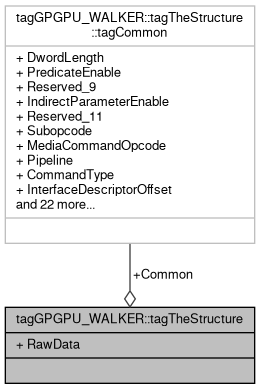 tagGPGPU_WALKER::tagTheStructure
::tagCommon
+ DwordLength
+ PredicateEnable
+ Reserved_9
+ IndirectParameterEnable
+ Reserved_11
+ Subopcode
+ MediaCommandOpcode
+ Pipeline
+ CommandType
+ InterfaceDescriptorOffset
and 22 more...
+Common
tagGPGPU_WALKER::tagTheStructure
+ RawData